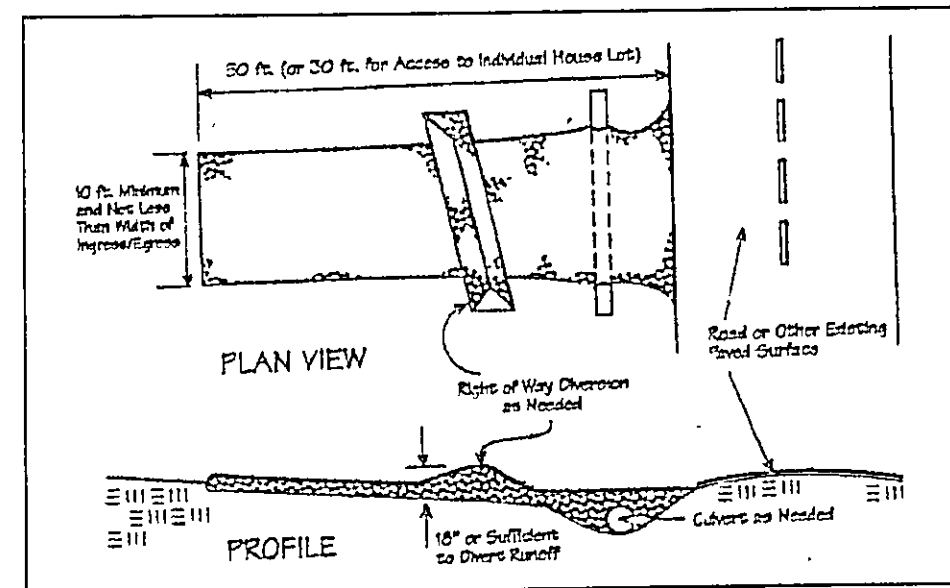 50 ft. (or 30 ft. for Access to Individual House Lot)
10 ft. Minimum
and Not Less
Than Width of
Ingress/Egress
PLAN VIEW
Road or Other Existing
Paved Surface
Right of Way Diversion
as Needed
Culvert as Needed
18" or Sufficient
to Divert Runoff
PROFILE